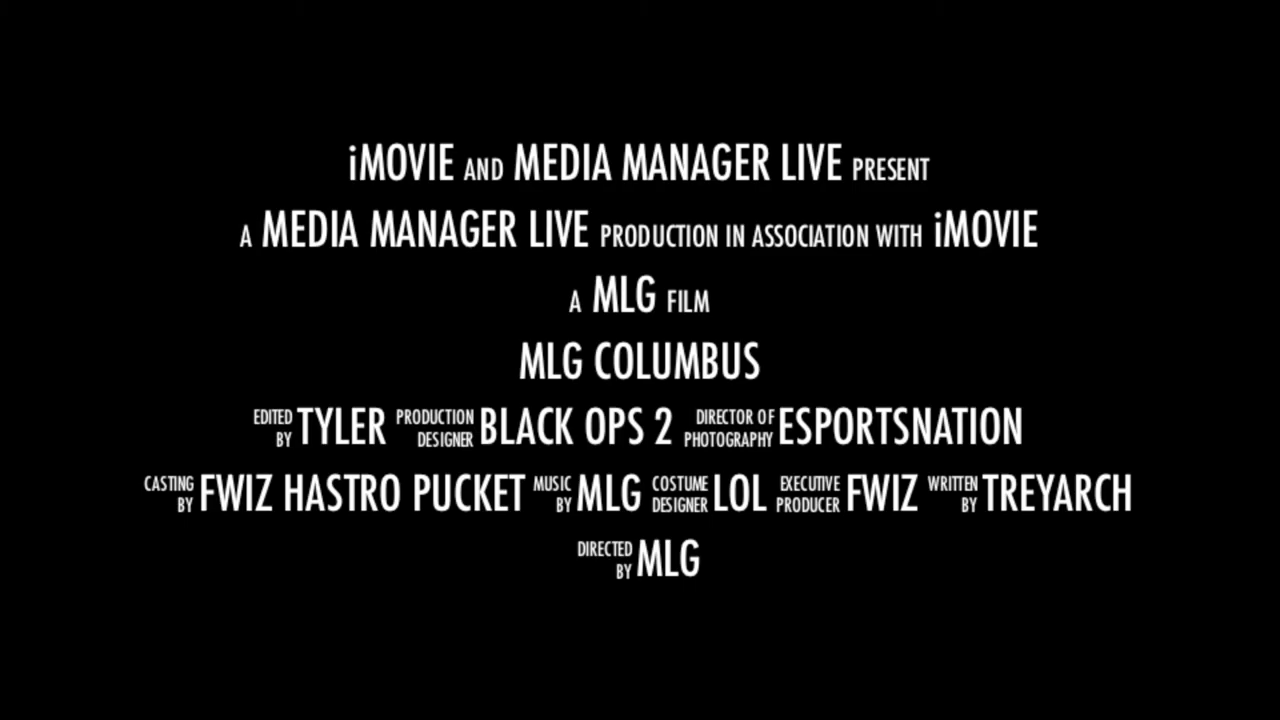 iMOVIE AND MEDIA MANAGER LIVE PRESENT
A MEDIA MANAGER LIVE PRODUCTION IN ASSOCIATION WITH iMOVIE
A MLG FILM
MLG COLUMBUS
EDITED BY TYLER PRODUCTION DESIGNER BLACK OPS 2 DIRECTOR OF PHOTOGRAPHY ESPORTSNATION
CASTING BY FWIZ HASTRO PUCKET MUSIC BY MLG COSTUME DESIGNER LOL EXECUTIVE PRODUCER FWIZ WRITTEN BY TREYARCH
DIRECTED BY MLG